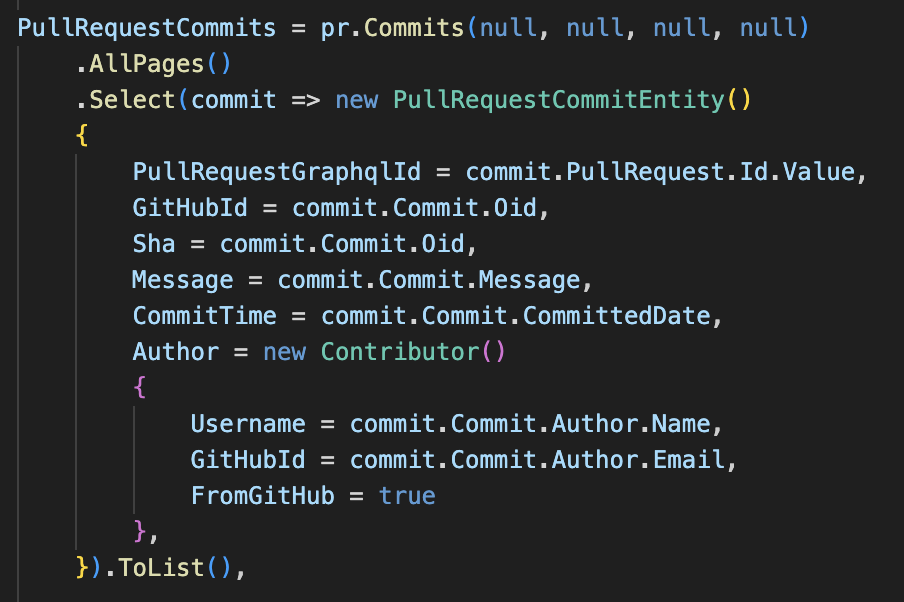 PullRequestCommits = pr.Commits(null, null, null, null)
.AllPages()
.Select(commit => new PullRequestCommitEntity()
{
PullRequestGraphqlId = commit.PullRequest.Id.Value,
GitHubId = commit.Commit.Oid,
Sha = commit.Commit.Oid,
Message = commit.Commit.Message,
CommitTime = commit.Commit.CommittedDate,
Author = new Contributor()
{
Username = commit.Commit.Author.Name,
GitHubId = commit.Commit.Author.Email,
FromGitHub = true
},
}).ToList(),